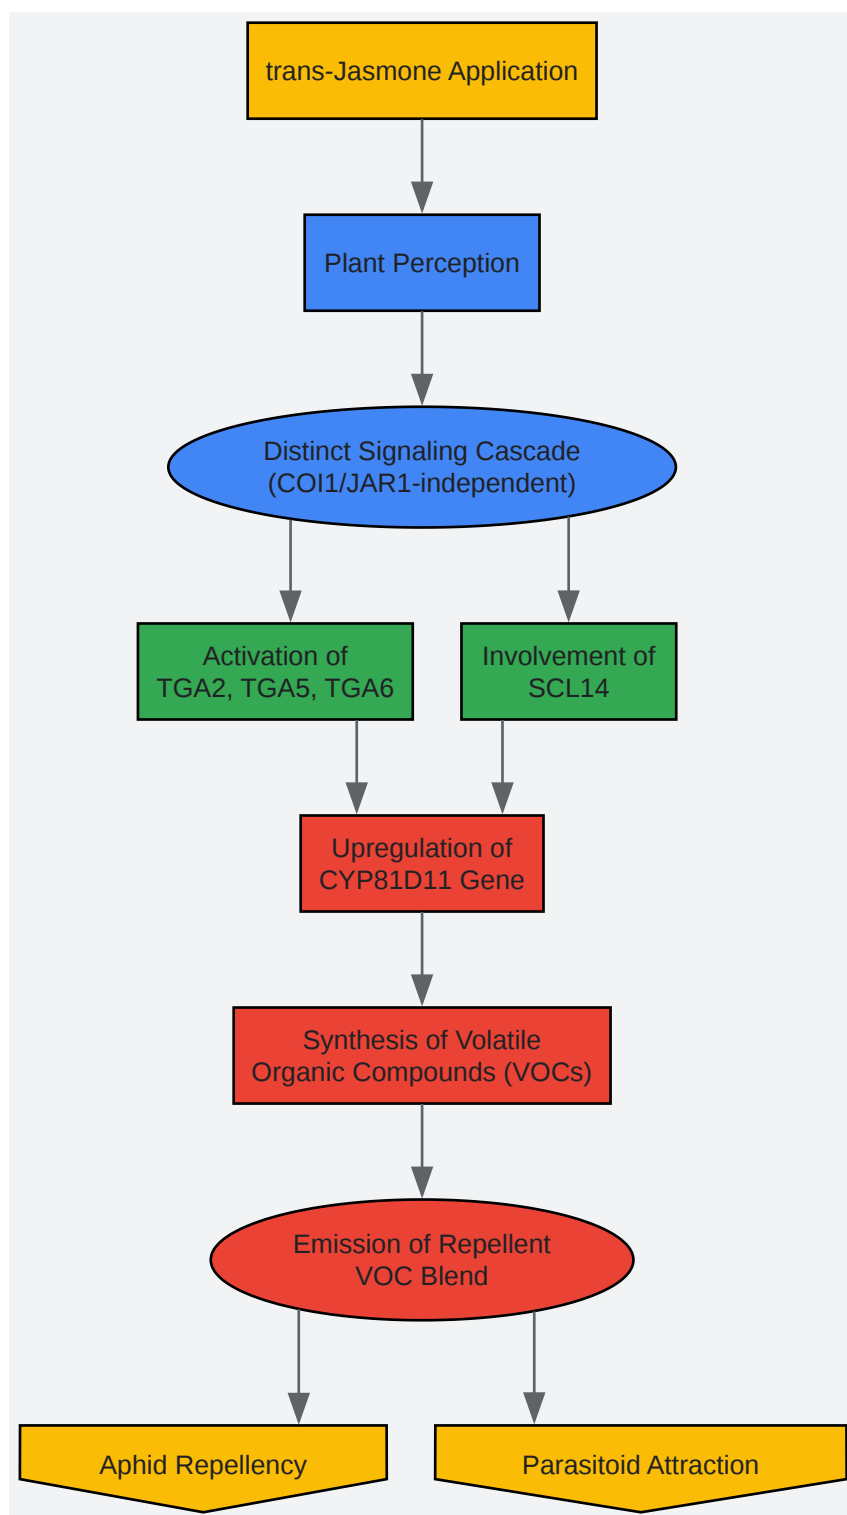 trans-Jasmone Application
Plant Perception
Distinct Signaling Cascade
(COI1/JAR1-independent)
Activation of
TGA2, TGA5, TGA6
Involvement of
SCL14
Upregulation of
CYP81D11 Gene
Synthesis of Volatile
Organic Compounds (VOCs)
Emission of Repellent
VOC Blend
Aphid Repellency
Parasitoid Attraction